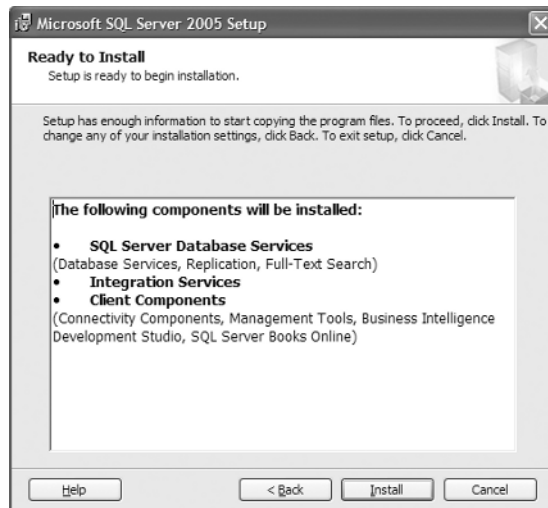 Microsoft SQL Server 2005 Setup
Ready to Install
Setup is ready to begin installation.
Setup has enough information to start copying the program files. To proceed, click Install. To
change any of your installation settings, click Back. To exit setup, click Cancel.
The following components will be installed:
• SQL Server Database Services
(Database Services, Replication, Full-Text Search)
• Integration Services
• Client Components
(Connectivity Components, Management Tools, Business Intelligence
Development Studio, SQL Server Books Online)
Help
< Back
Install
Cancel